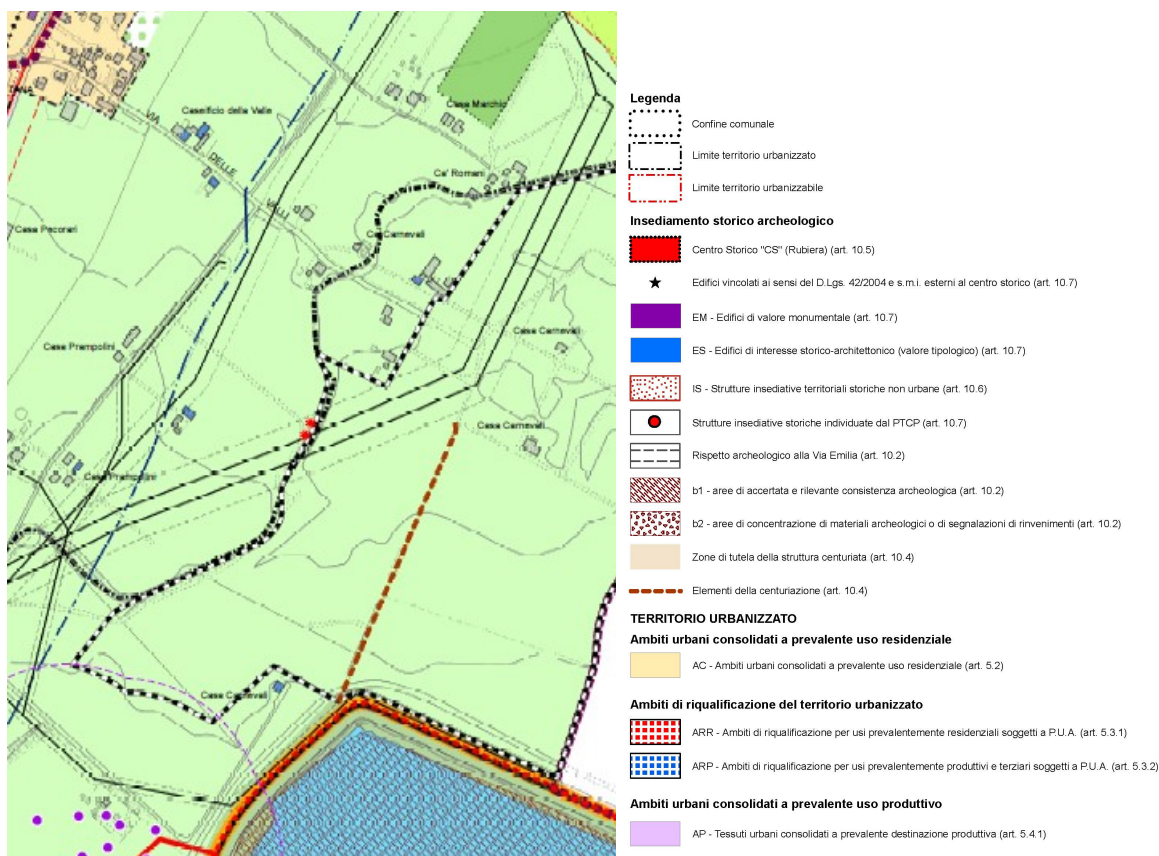 TANA
VIA
DELLE
VALLI
Caseificio della Valle
Casa Marchio
Ca' Romani
Casa Pecorari
Ca' Carnevali
Casa Carnevali
Casa Prampolini
Casa Carnevali
Casa Prampolini
Casa Carnevali
Legenda
Confine comunale
Limite territorio urbanizzato
Limite territorio urbanizzabile
Insediamento storico archeologico
Centro Storico "CS" (Rubiera) (art. 10.5)
Edifici vincolati ai sensi del D.Lgs. 42/2004 e s.m.i. esterni al centro storico (art. 10.7)
EM - Edifici di valore monumentale (art. 10.7)
ES - Edifici di interesse storico-architettonico (valore tipologico) (art. 10.7)
IS - Strutture insediative territoriali storiche non urbane (art. 10.6)
Strutture insediative storiche individuate dal PTCP (art. 10.7)
Rispetto archeologico alla Via Emilia (art. 10.2)
b1 - aree di accertata e rilevante consistenza archeologica (art. 10.2)
b2 - aree di concentrazione di materiali archeologici o di segnalazioni di rinvenimenti (art. 10.2)
Zone di tutela della struttura centuriata (art. 10.4)
Elementi della centuriazione (art. 10.4)
TERRITORIO URBANIZZATO
Ambiti urbani consolidati a prevalente uso residenziale
AC - Ambiti urbani consolidati a prevalente uso residenziale (art. 5.2)
Ambiti di riqualificazione del territorio urbanizzato
ARR - Ambiti di riqualificazione per usi prevalentemente residenziali soggetti a P.U.A. (art. 5.3.1)
ARP - Ambiti di riqualificazione per usi prevalentemente produttivi e terziari soggetti a P.U.A. (art. 5.3.2)
Ambiti urbani consolidati a prevalente uso produttivo
AP - Tessuti urbani consolidati a prevalente destinazione produttiva (art. 5.4.1)